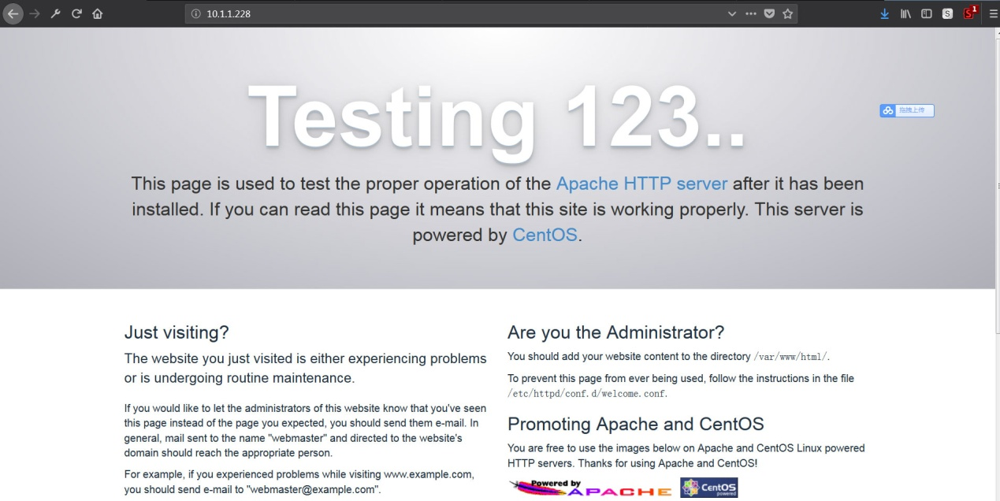 10.1.1.228
S
S 1
Testing 123..
拖拽上传
This page is used to test the proper operation of the Apache HTTP server after it has been
installed. If you can read this page it means that this site is working properly. This server is
powered by CentOS.
Just visiting?
The website you just visited is either experiencing problems
or is undergoing routine maintenance.
If you would like to let the administrators of this website know that you've seen
this page instead of the page you expected, you should send them e-mail. In
general, mail sent to the name "webmaster" and directed to the website's
domain should reach the appropriate person.
For example, if you experienced problems while visiting www.example.com,
you should send e-mail to "webmaster@example.com".
Are you the Administrator?
You should add your website content to the directory /var/www/html/.
To prevent this page from ever being used, follow the instructions in the file
/etc/httpd/conf.d/welcome.conf.
Promoting Apache and CentOS
You are free to use the images below on Apache and CentOS Linux powered
HTTP servers. Thanks for using Apache and CentOS!
Powered by
APACHE
CentOS
powered